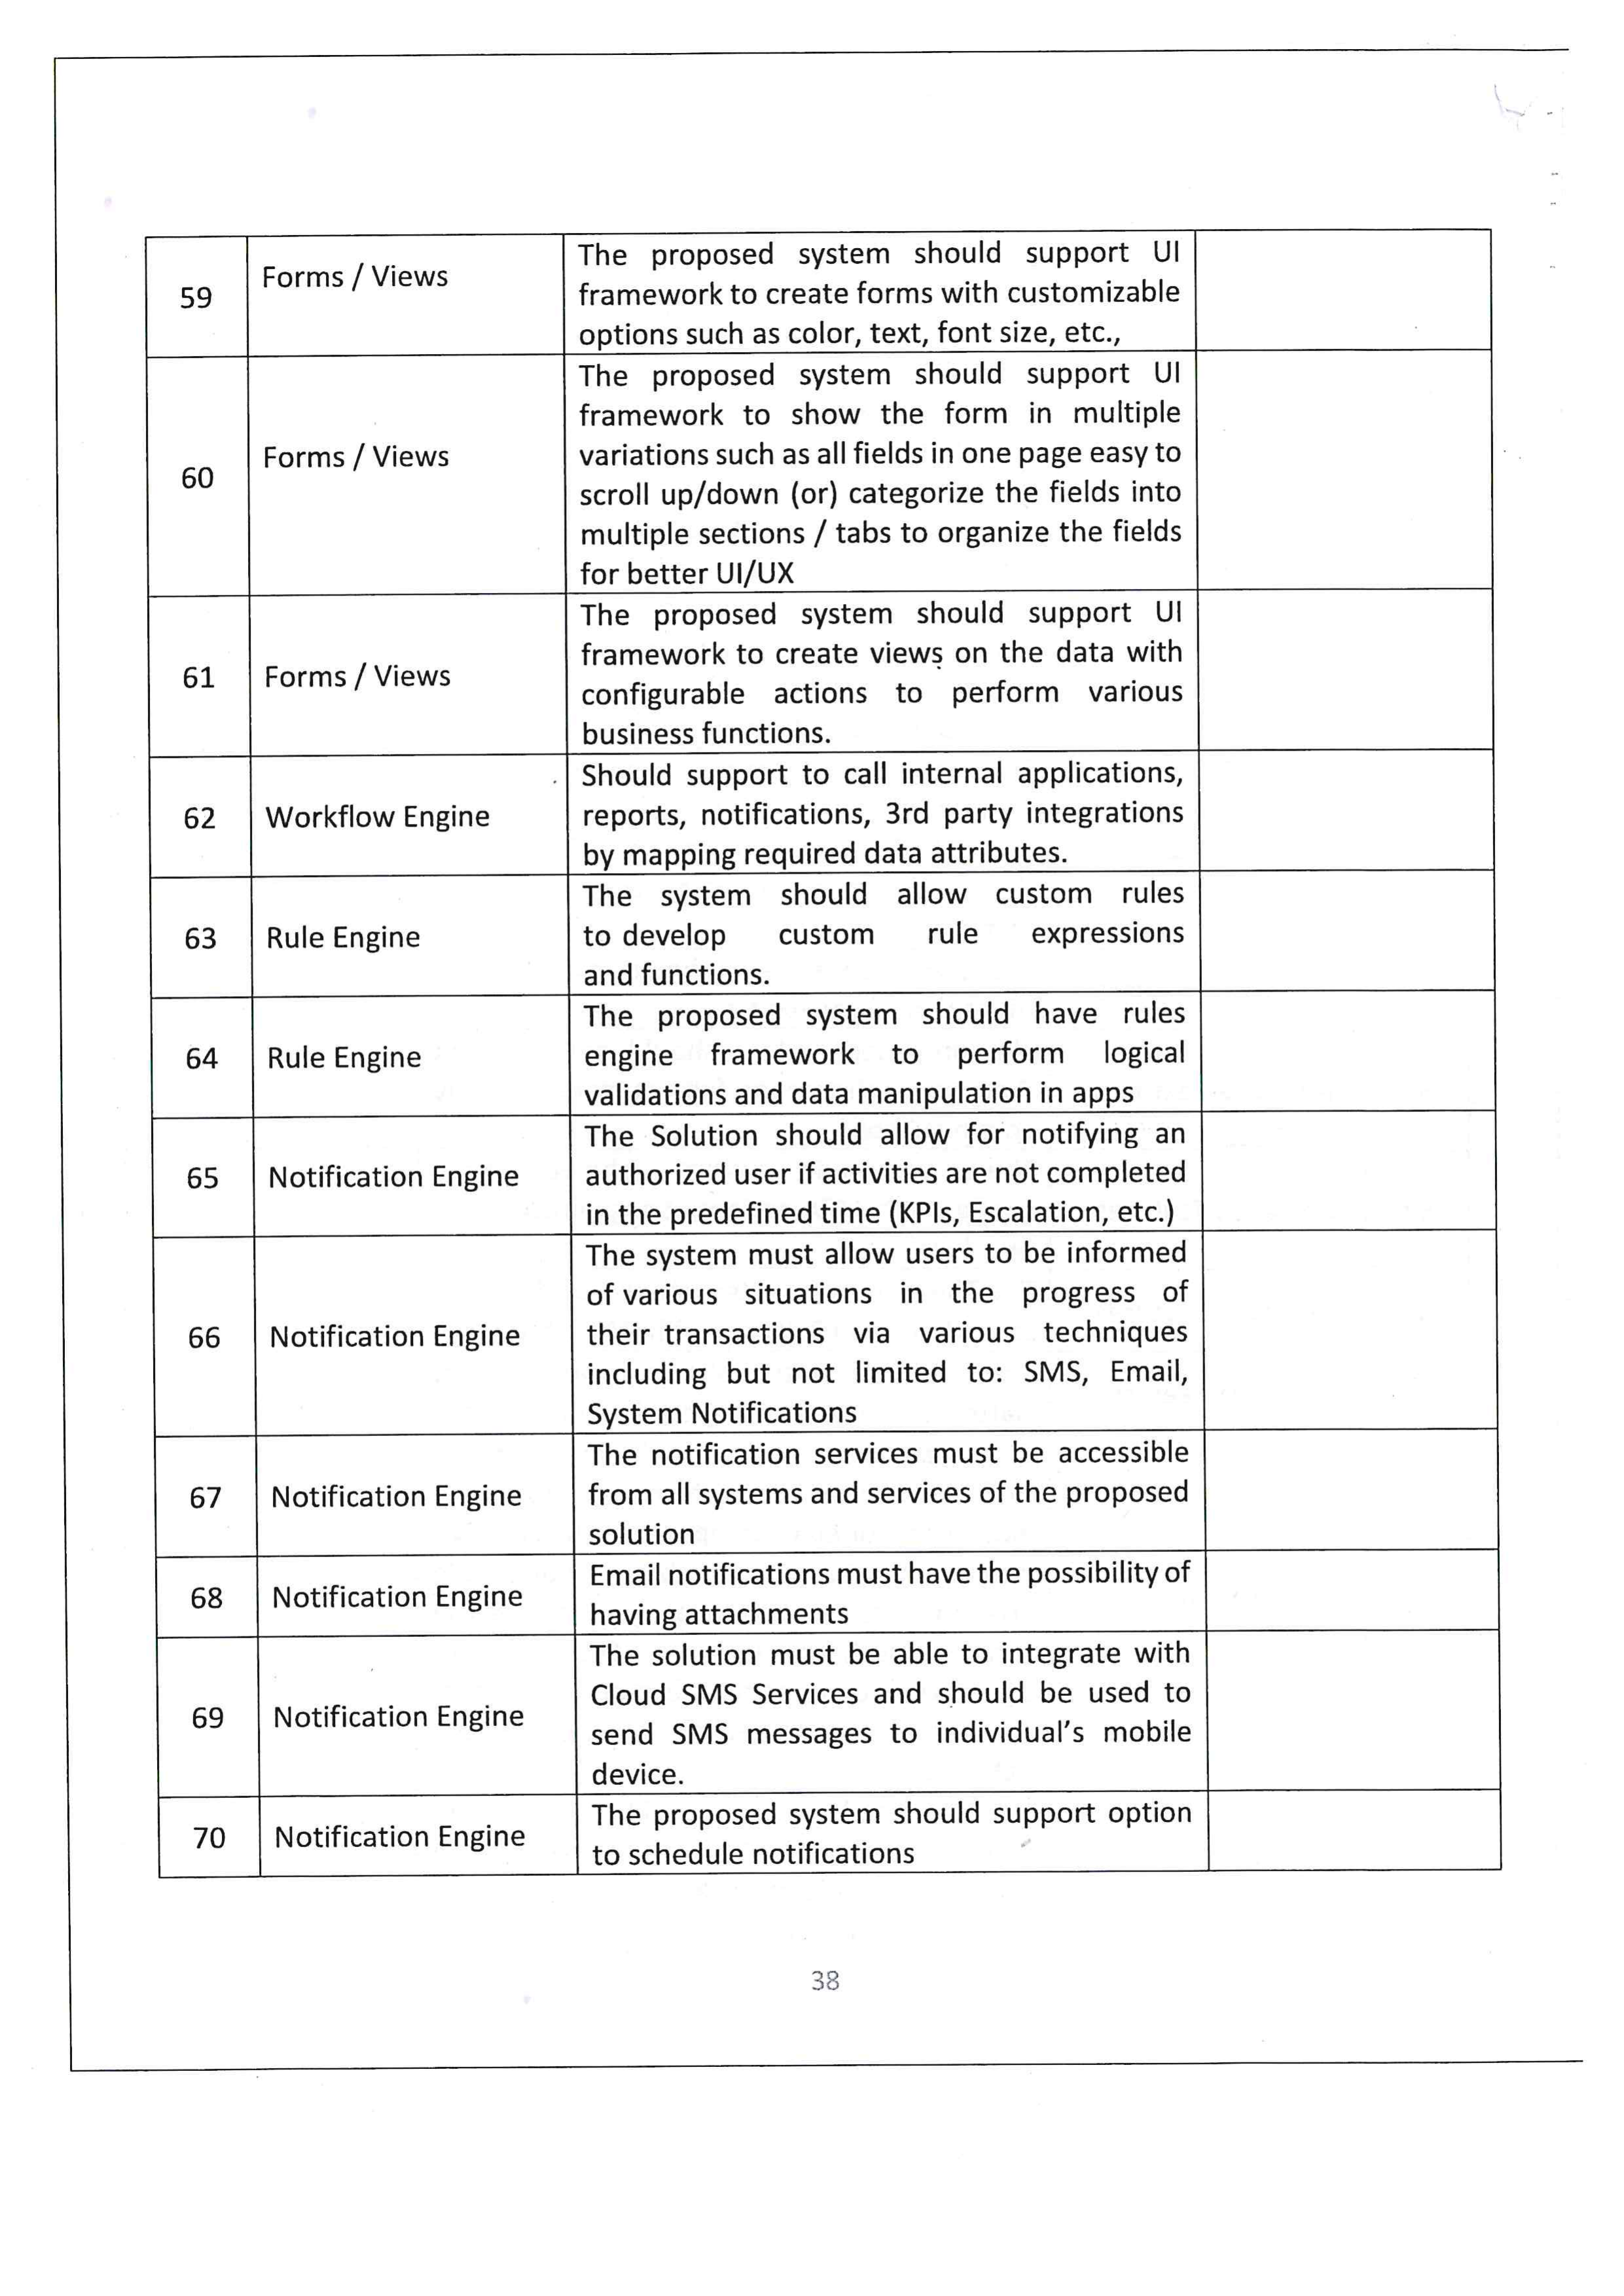 59
Forms / Views
The proposed system should support UI
framework to create forms with customizable
options such as color, text, font size, etc.,
60
Forms / Views
The proposed system should support UI
framework to show the form in multiple
variations such as all fields in one page easy to
scroll up/down (or) categorize the fields into
multiple sections / tabs to organize the fields
for better UI/UX
61
Forms / Views
The proposed system should support UI
framework to create views on the data with
configurable actions to perform various
business functions.
62
Workflow Engine
Should support to call internal applications,
reports, notifications, 3rd party integrations
by mapping required data attributes.
63
Rule Engine
The system should allow custom rules
to develop custom rule expressions
and functions.
64
Rule Engine
The proposed system should have rules
engine framework to perform logical
validations and data manipulation in apps
65
Notification Engine
The Solution should allow for notifying an
authorized user if activities are not completed
in the predefined time (KPIs, Escalation, etc.)
66
Notification Engine
The system must allow users to be informed
of various situations in the progress of
their transactions via various techniques
including but not limited to: SMS, Email,
System Notifications
67
Notification Engine
The notification services must be accessible
from all systems and services of the proposed
solution
68
Notification Engine
Email notifications must have the possibility of
having attachments
69
Notification Engine
The solution must be able to integrate with
Cloud SMS Services and should be used to
send SMS messages to individual's mobile
device.
70
Notification Engine
The proposed system should support option
to schedule notifications
38